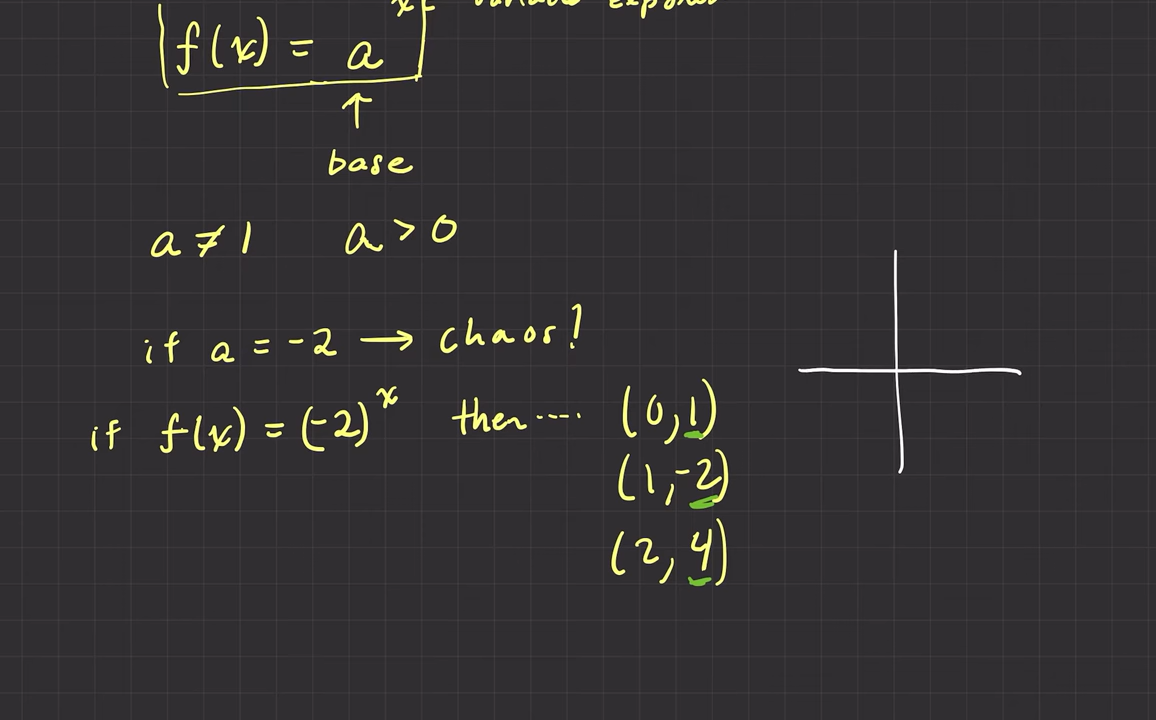 x
f(x) = a
↑
base
a ≠ 1 a > 0
if a = -2 → chaos!
if f(x) = (-2)^x then.... (0, 1)
(1, -2)
(2, 4)